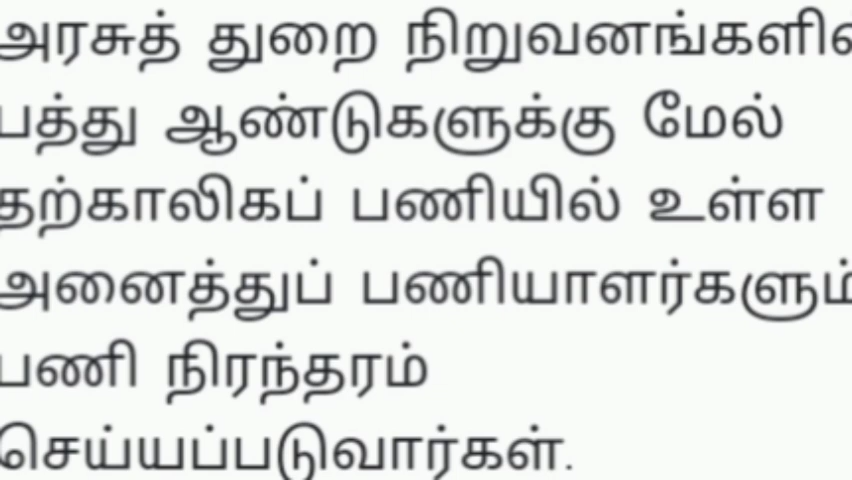 அரசுத் துறை நிறுவனங்களில்
பத்து ஆண்டுகளுக்கு மேல்
தற்காலிகப் பணியில் உள்ள
அனைத்துப் பணியாளர்களும்
பணி நிரந்தரம்
செய்யப்படுவார்கள்.